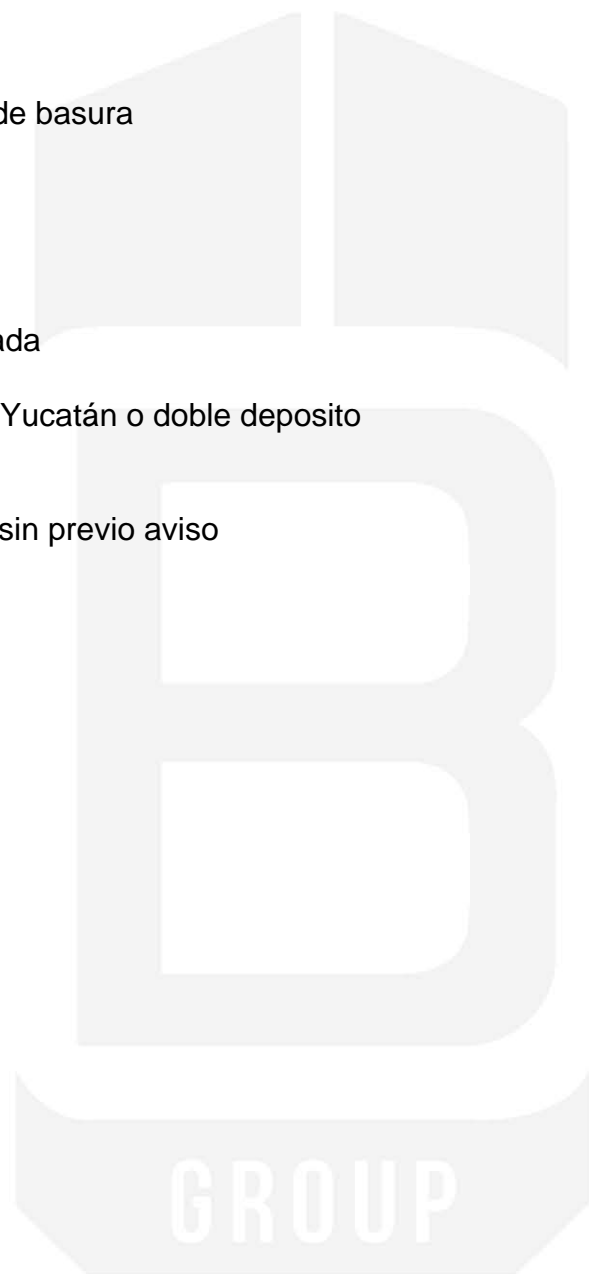 de basura
ada
Yucatán o doble deposito
sin previo aviso
B
GROUP